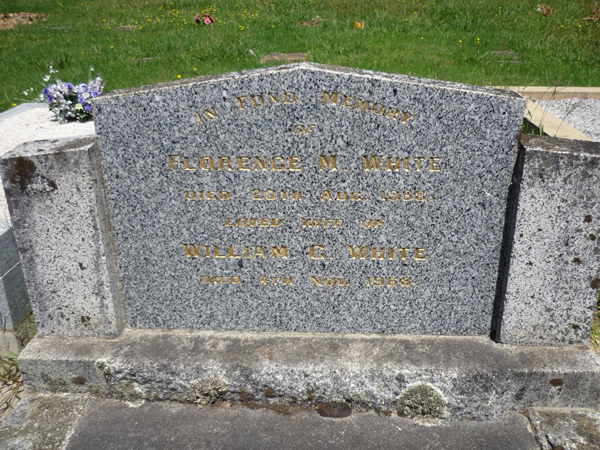 In Fond Memory
of
Florence M. White
Died Aug.
Loved Wife of
William G. White
Died 4th Nov. 1968.